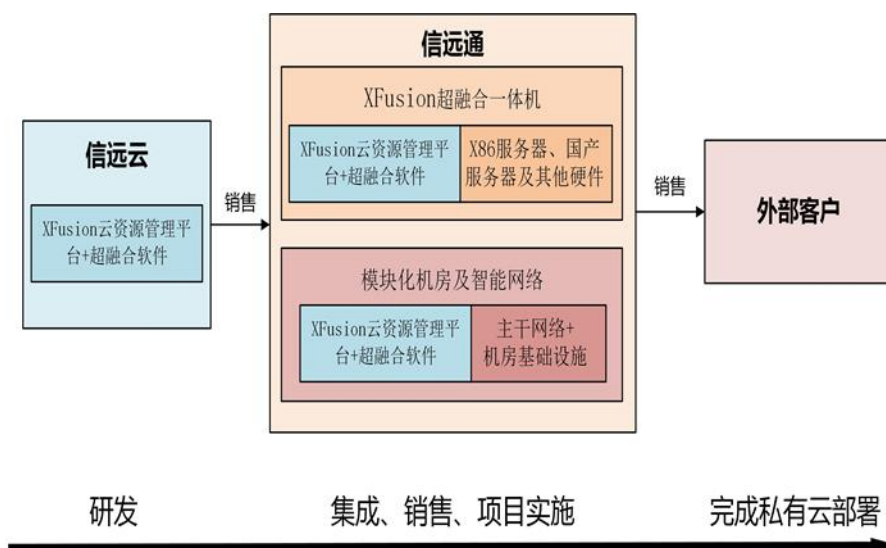 信远云
XFusion云资源管理平
台+超融合软件
销售
信远通
XFusion超融合一体机
XFusion云资源管理平
台+超融合软件
X86服务器、国产
服务器及其他硬件
模块化机房及智能网络
XFusion云资源管理平
台+超融合软件
主干网络+
机房基础设施
销售
外部客户
研发
集成、销售、项目实施
完成私有云部署